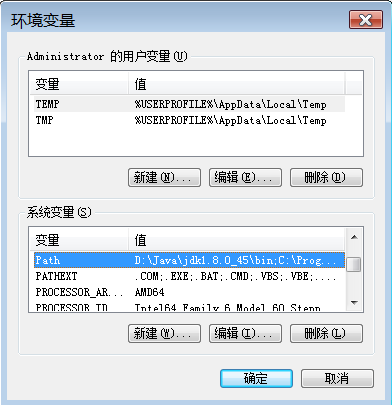 环境变量
Administrator 的用户变量(U)
变量 值
TEMP %USERPROFILE%\AppData\Local\Temp
TMP %USERPROFILE%\AppData\Local\Temp
新建(N)... 编辑(E)... 删除(D)
系统变量(S)
变量 值
Path D:\Java\jdk1.8.0_45\bin;C:\Prog...
PATHEXT .COM;.EXE;.BAT;.CMD;.VBS;.VBE;....
PROCESSOR_AR... AMD64
PROCESSOR_ID Intel64 Family 6 Model 60 Stepp
新建(W)... 编辑(I)... 删除(L)
确定 取消